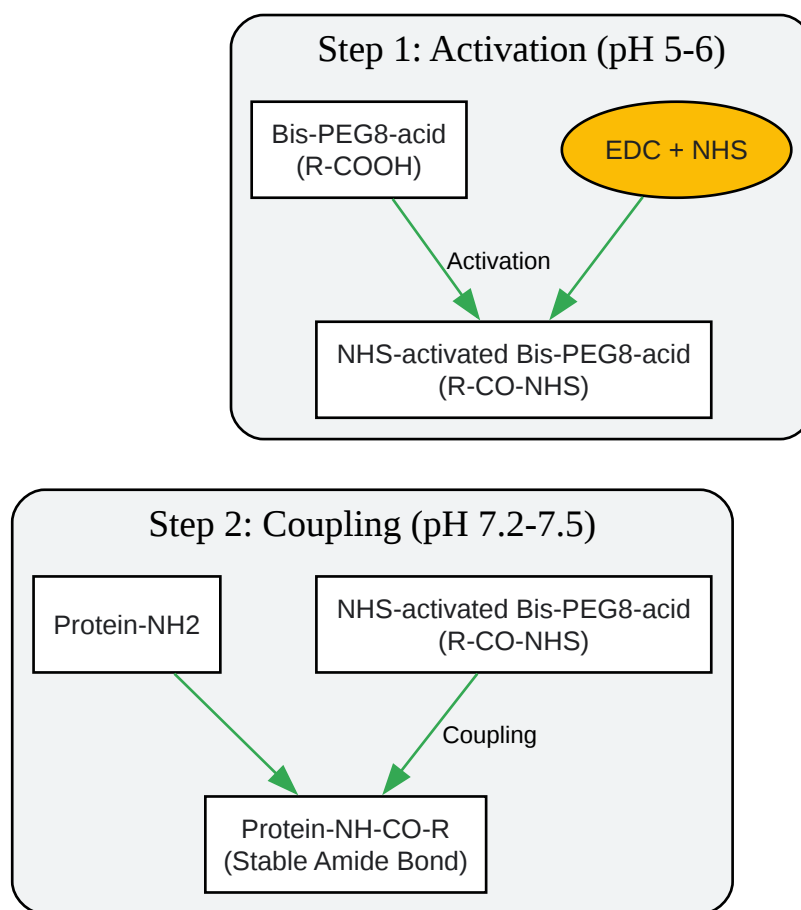 Step 1: Activation (pH 5-6)
Bis-PEG8-acid
(R-COOH)
EDC + NHS
Activation
NHS-activated Bis-PEG8-acid
(R-CO-NHS)
Step 2: Coupling (pH 7.2-7.5)
Protein-NH2
NHS-activated Bis-PEG8-acid
(R-CO-NHS)
Coupling
Protein-NH-CO-R
(Stable Amide Bond)